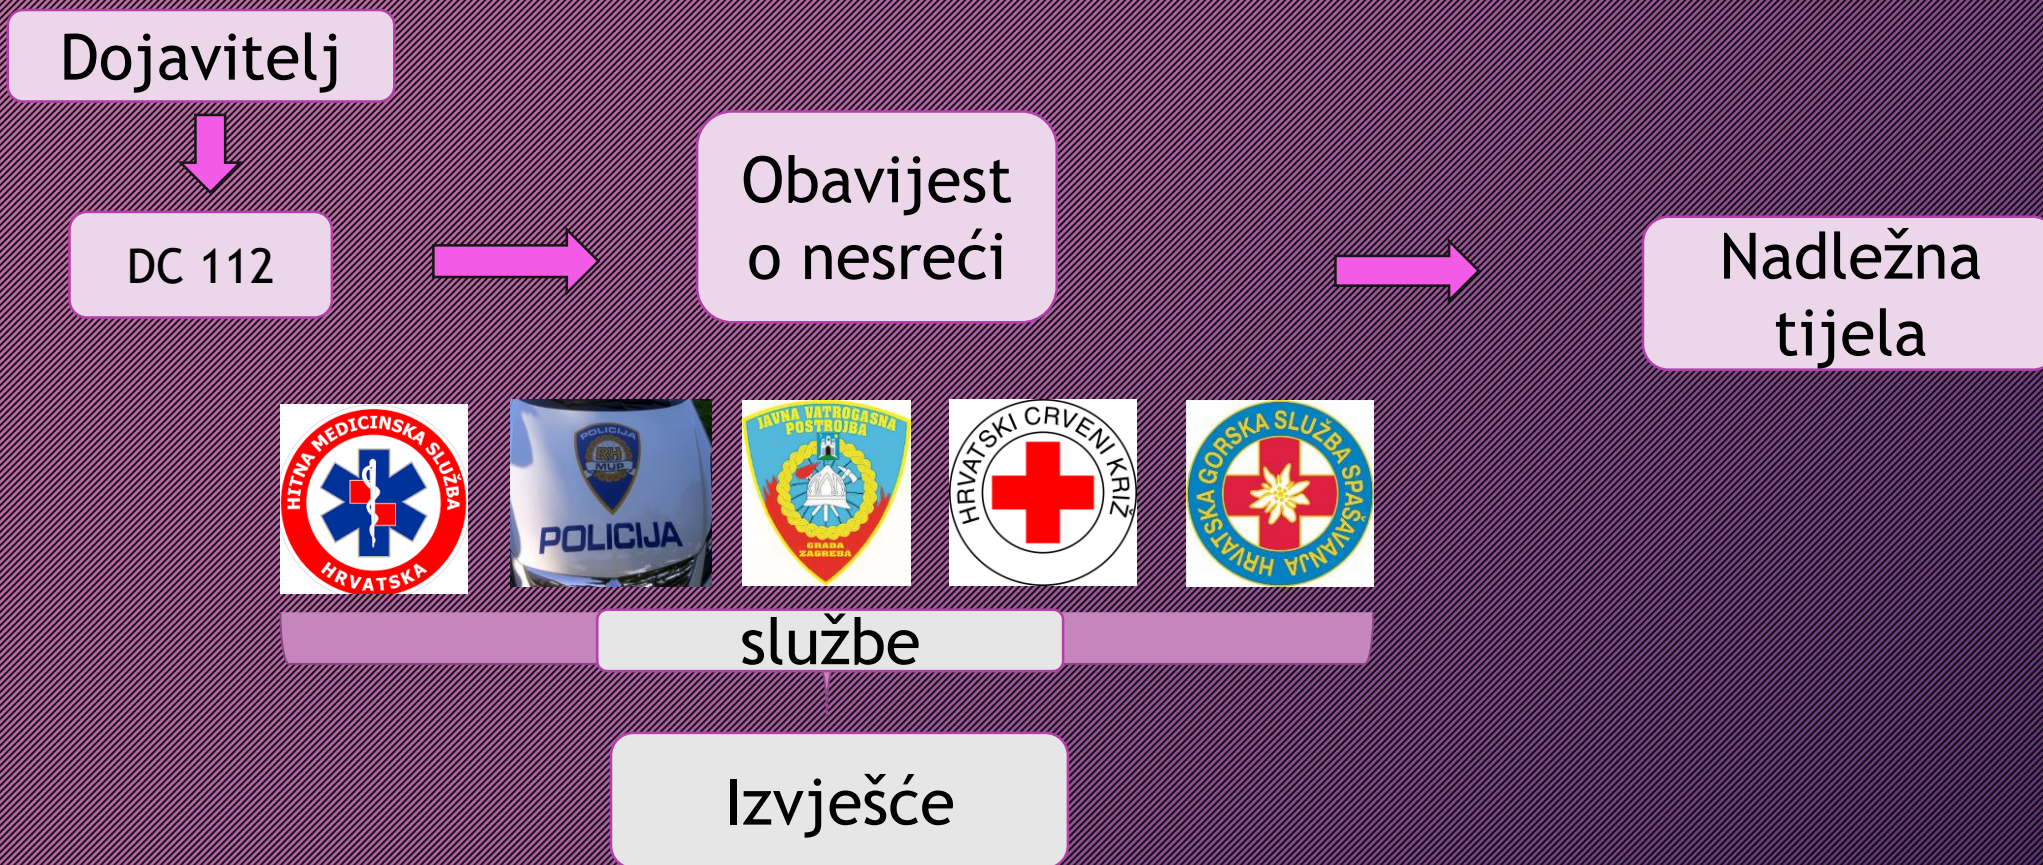 Dojavitelj
DC 112
Obavijest
o nesreći
Nadležna
tijela
HITNA MEDICINSKA SLUŽBA
HRVATSKA
POLICIJA
RH
MUP
POLICIJA
JAVNA VATROGASNA
POSTROJBA
GRADA
ZAGREBA
HRVATSKI CRVENI KRIŽ
HRVATSKA GORSKA SLUŽBA SPAŠAVANJA
službe
Izvješće